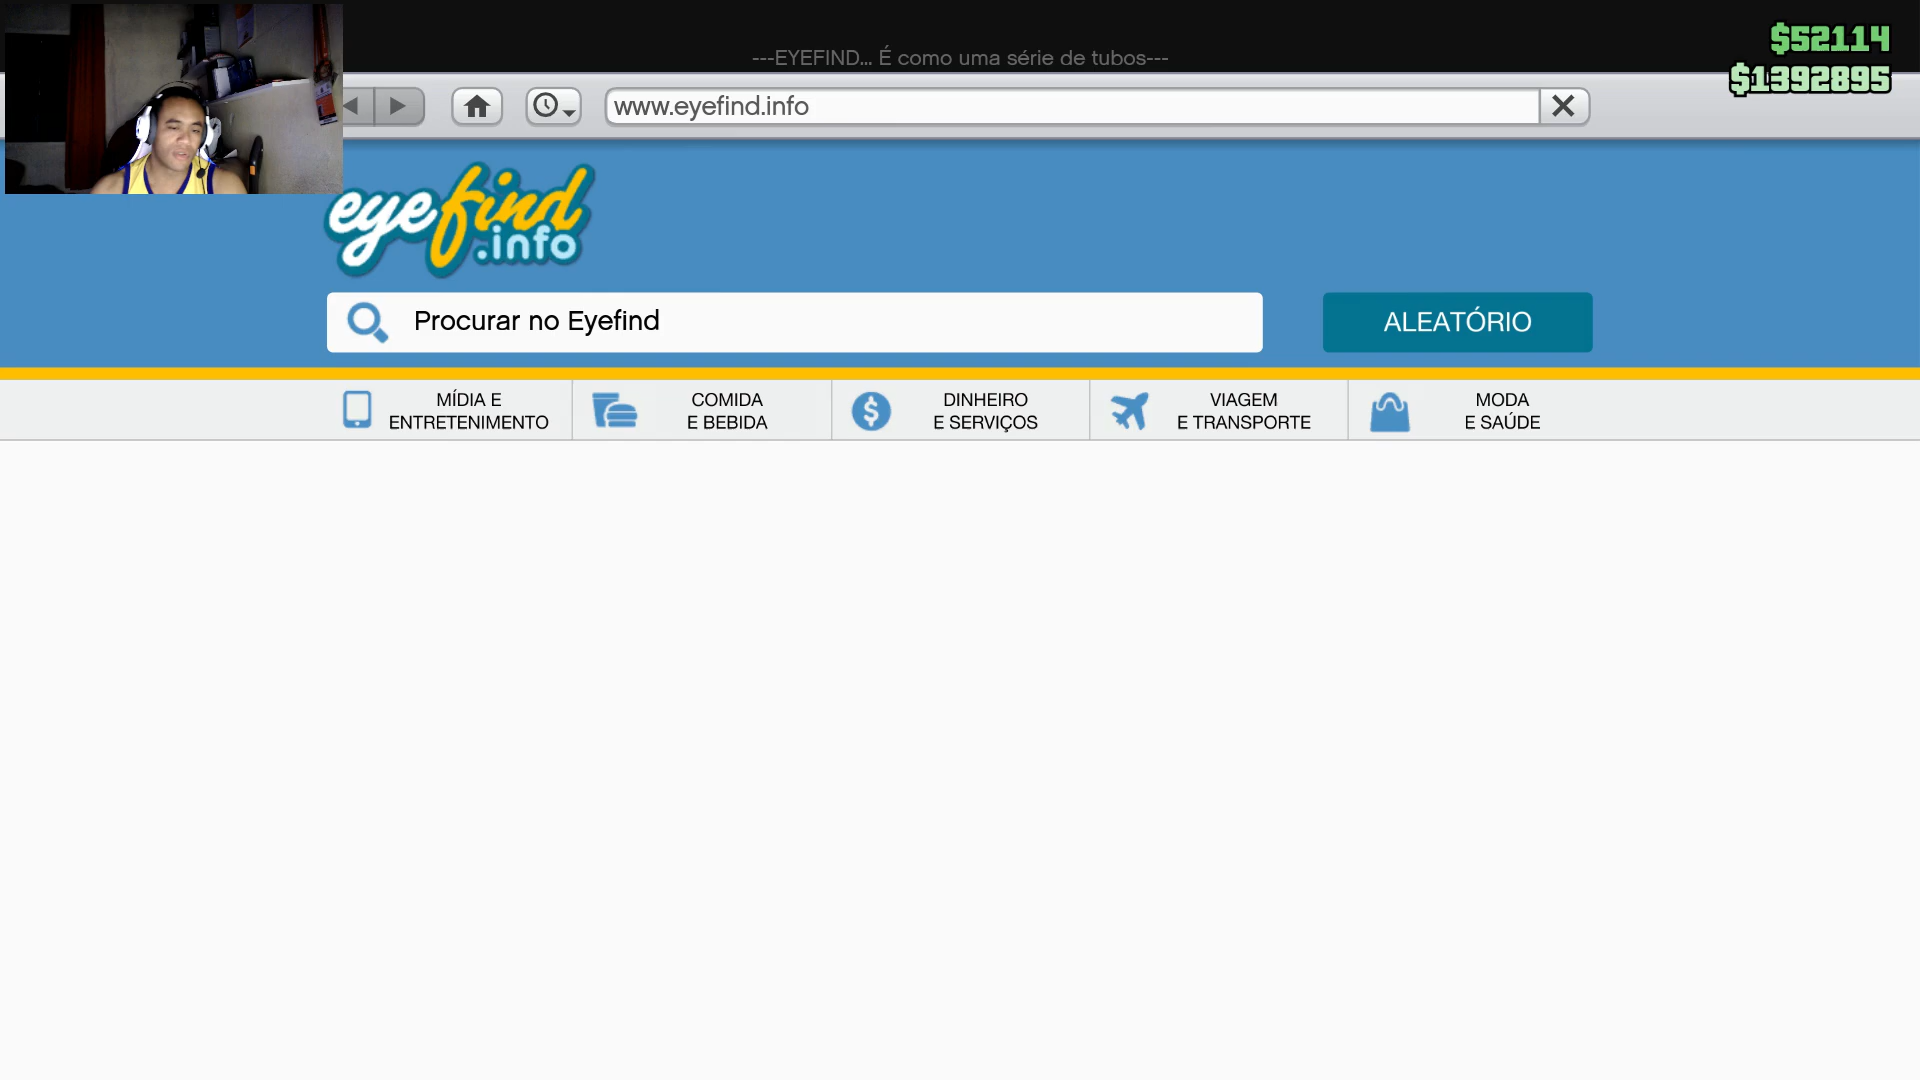 ---EYEFIND... É como uma série de tubos---
$52114
$1392895
www.eyefind.info
eyefind
.info
Procurar no Eyefind
ALEATÓRIO
MÍDIA E
ENTRETENIMENTO
COMIDA
E BEBIDA
DINHEIRO
E SERVIÇOS
VIAGEM
E TRANSPORTE
MODA
E SAÚDE